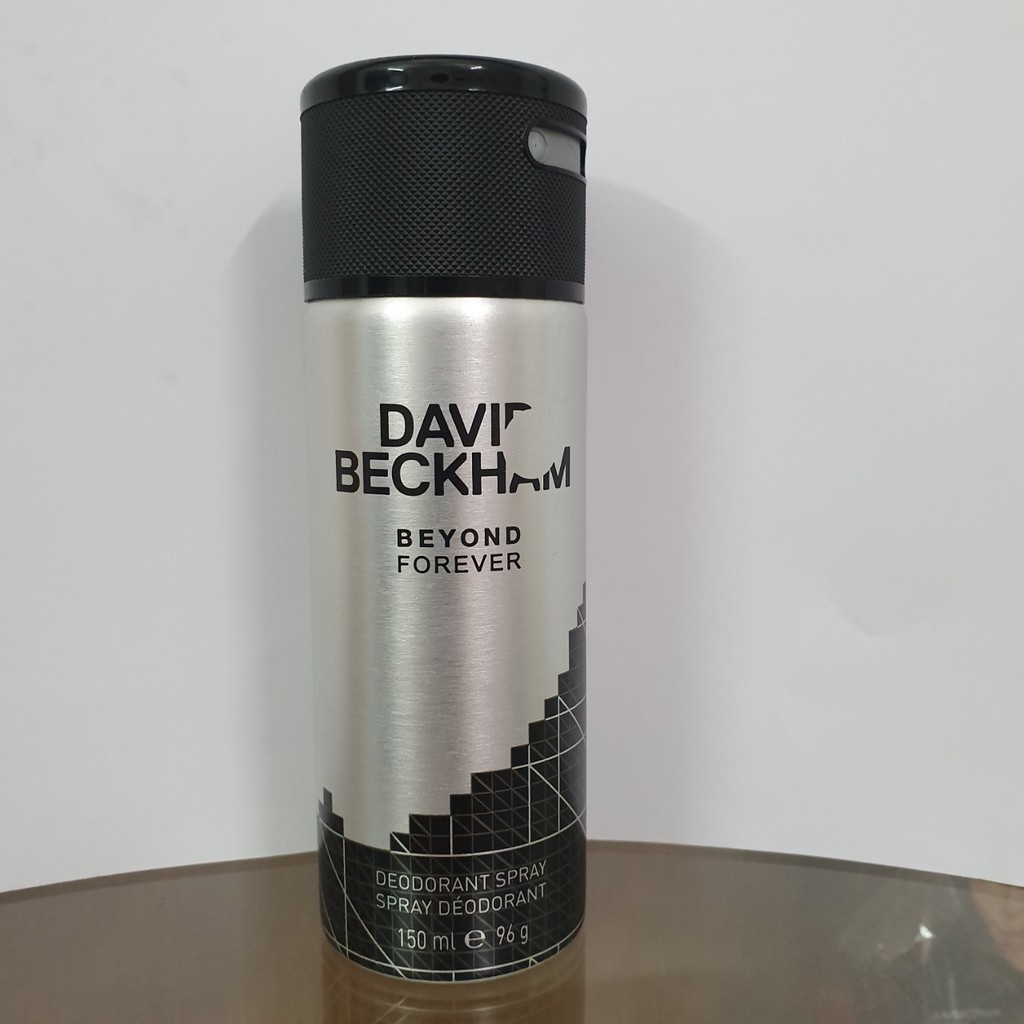 DAVID
BECKHAM
BEYOND
FOREVER
DEODORANT SPRAY
SPRAY DÉODORANT
150 ml ℮ 96 g